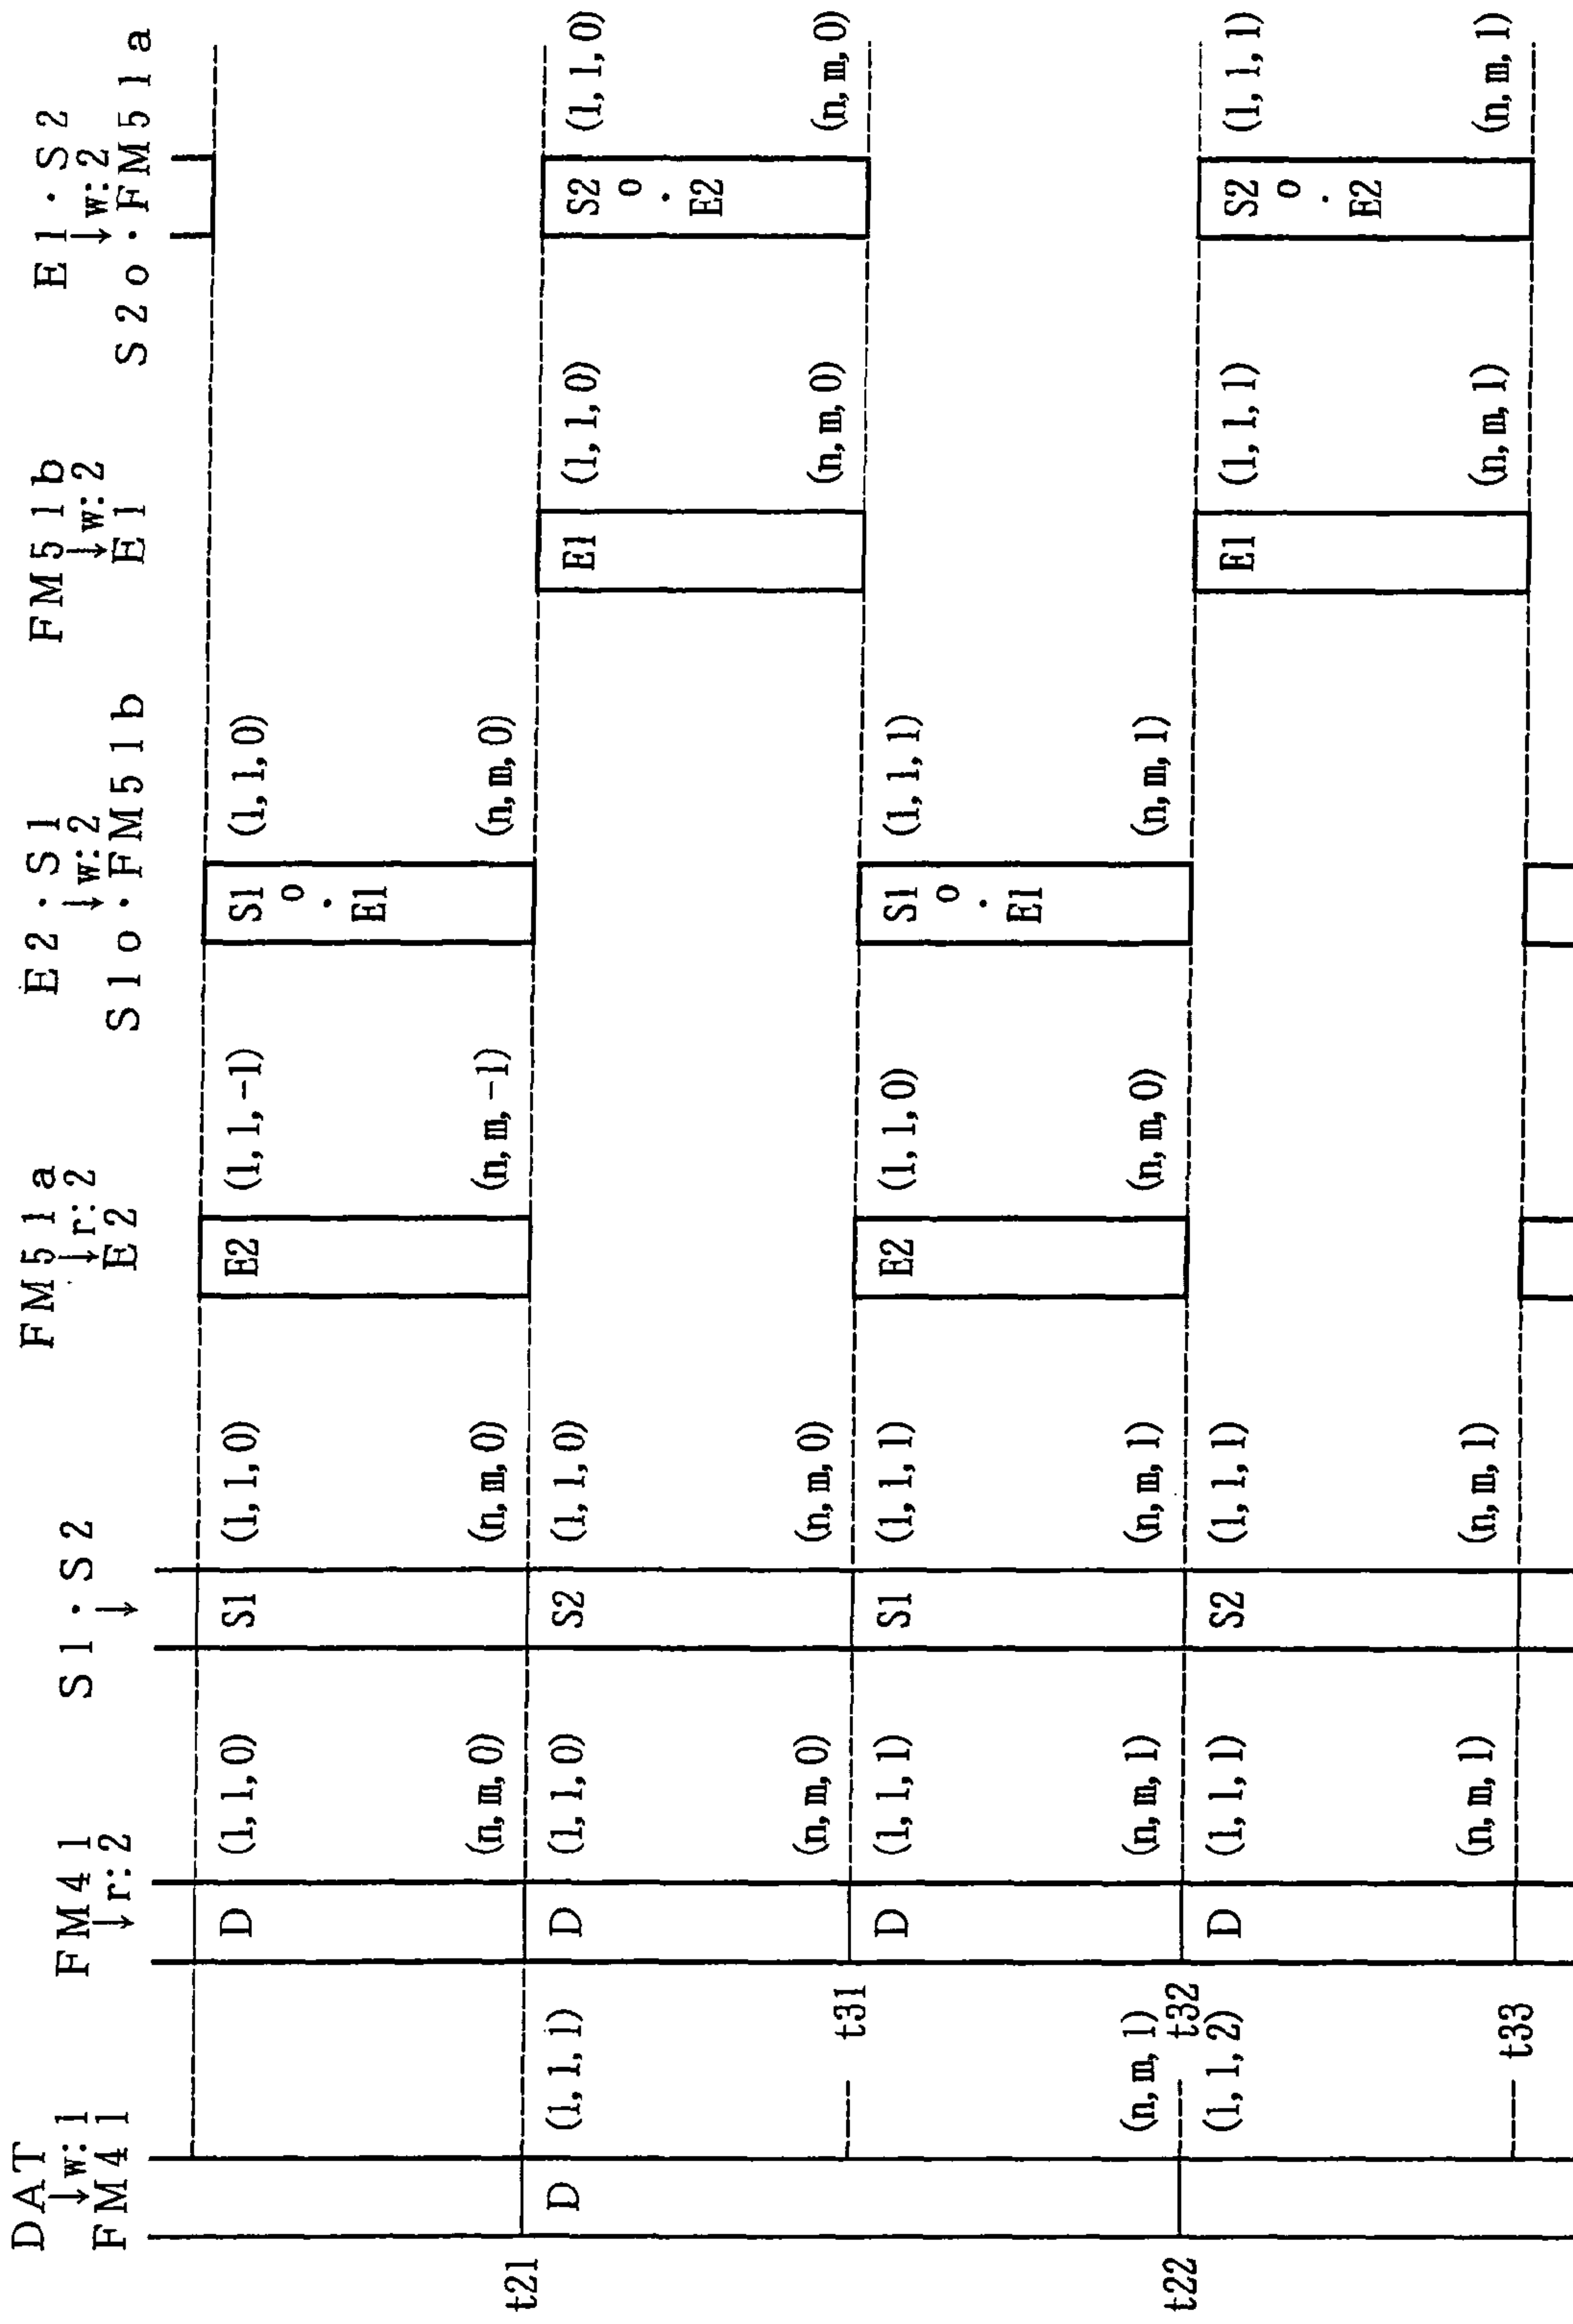 DAT
↓w:1
FM41
FM41
↓r:2
S1·S2
↓
FM51a
↓r:2
E2
E2·S1
↓w:2
S1o·FM51b
FM51b
↓w:2
E1
E1·S2
↓w:2
S2o·FM51a
D
(1,1,0)
S1
(1,1,0)
E2
(1,1,-1)
S1
o
·
E1
(1,1,0)
(n,m,0)
(n,m,0)
(n,m,-1)
(n,m,0)
t21
D
(1,1,1)
D
(1,1,0)
S2
(1,1,0)
E1
(1,1,0)
S2
o
·
E2
(1,1,0)
(n,m,0)
(n,m,0)
(n,m,0)
(n,m,0)
t31
D
(1,1,1)
S1
(1,1,1)
E2
(1,1,0)
S1
o
·
E1
(1,1,1)
(n,m,1)
(n,m,1)
(n,m,1)
(n,m,0)
(n,m,1)
t22
t32
(1,1,2)
D
(1,1,1)
S2
(1,1,1)
E1
(1,1,1)
S2
o
·
E2
(1,1,1)
(n,m,1)
(n,m,1)
(n,m,1)
(n,m,1)
t33